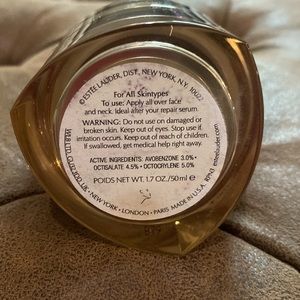 ©ESTĒE LAUDER, DIST., NEW YORK, N.Y. 10022
For All Skintypes
To use: Apply all over face
and neck. Ideal after your repair serum.
WARNING: Do not use on damaged or
broken skin. Keep out of eyes. Stop use if
irritation occurs. Keep out of reach of children.
If swallowed, get medical help right away.
ACTIVE INGREDIENTS: AVOBENZONE 3.0% •
OCTISALATE 4.5% • OCTOCRYLENE 5.0%
POIDS NET WT. 1.7 OZ./50 ml ℮
NEW YORK • LONDON • PARIS • MADE IN U.S.A.
esteelauder.com